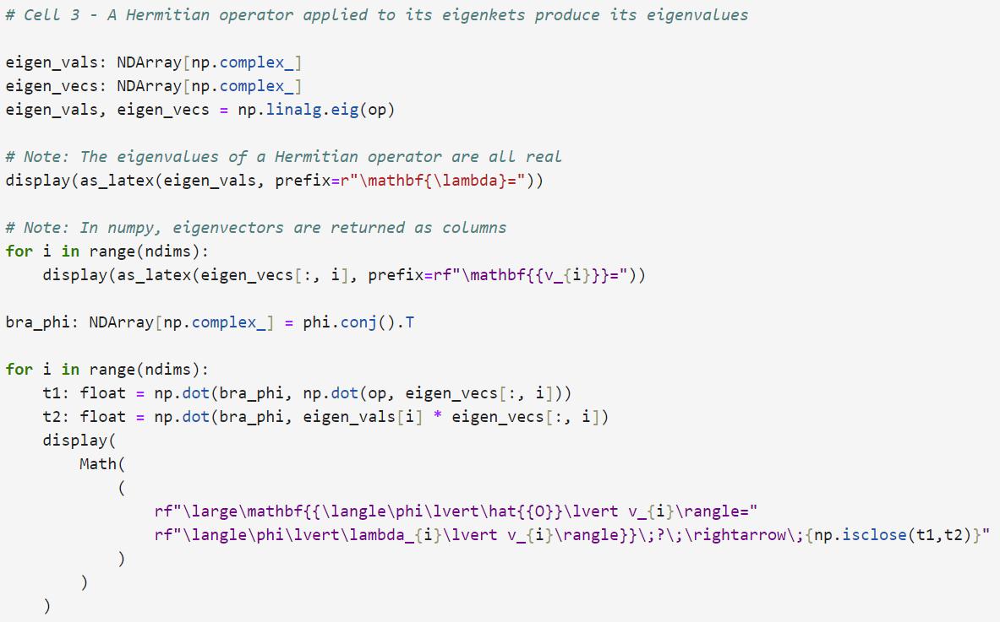 # Cell 3 - A Hermitian operator applied to its eigenkets produce its eigenvalues

eigen_vals: NDArray[np.complex_]
eigen_vecs: NDArray[np.complex_]
eigen_vals, eigen_vecs = np.linalg.eig(op)

# Note: The eigenvalues of a Hermitian operator are all real
display(as_latex(eigen_vals, prefix=r"\mathbf{\lambda}="))

# Note: In numpy, eigenvectors are returned as columns
for i in range(ndims):
    display(as_latex(eigen_vecs[:, i], prefix=rf"\mathbf{{v_{i}}}="))

bra_phi: NDArray[np.complex_] = phi.conj().T

for i in range(ndims):
    t1: float = np.dot(bra_phi, np.dot(op, eigen_vecs[:, i]))
    t2: float = np.dot(bra_phi, eigen_vals[i] * eigen_vecs[:, i])
    display(
        Math(
            (
                rf"\large\mathbf{{\langle\phi\lvert\hat{{O}}\lvert v_{i}\rangle="
                rf"\langle\phi\lvert\lambda_{i}\lvert v_{i}\rangle}}\;?\;\rightarrow\;{np.isclose(t1,t2)}"
            )
        )
    )